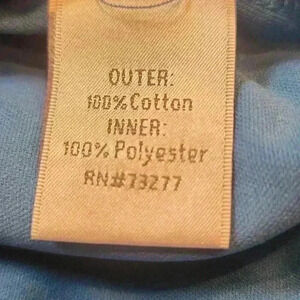 OUTER:
100% Cotton
INNER:
100% Polyester
RN#73277